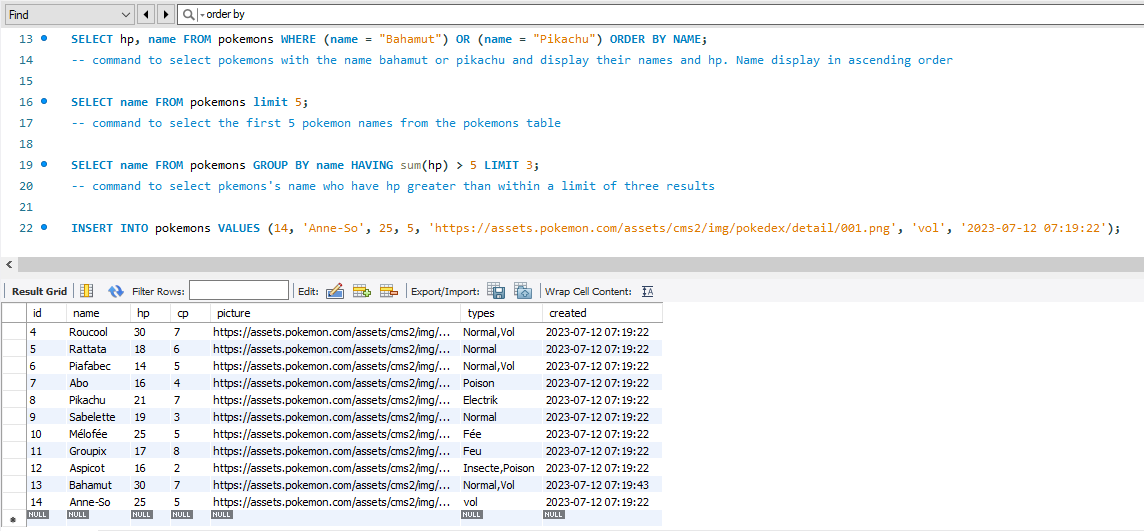 Find order by
13 SELECT hp, name FROM pokemons WHERE (name = "Bahamut") OR (name = "Pikachu") ORDER BY NAME;
14 -- command to select pokemons with the name bahamut or pikachu and display their names and hp. Name display in ascending order
15
16 SELECT name FROM pokemons limit 5;
17 -- command to select the first 5 pokemon names from the pokemons table
18
19 SELECT name FROM pokemons GROUP BY name HAVING sum(hp) > 5 LIMIT 3;
20 -- command to select pkemons's name who have hp greater than within a limit of three results
21
22 INSERT INTO pokemons VALUES (14, 'Anne-So', 25, 5, 'https://assets.pokemon.com/assets/cms2/img/pokedex/detail/001.png', 'vol', '2023-07-12 07:19:22');
Result Grid Filter Rows: Edit: Export/Import: Wrap Cell Content: IA
id name hp cp picture types created
4 Roucool 30 7 https://assets.pokemon.com/assets/cms2/img/... Normal,Vol 2023-07-12 07:19:22
5 Rattata 18 6 https://assets.pokemon.com/assets/cms2/img/... Normal 2023-07-12 07:19:22
6 Piafabec 14 5 https://assets.pokemon.com/assets/cms2/img/... Normal,Vol 2023-07-12 07:19:22
7 Abo 16 4 https://assets.pokemon.com/assets/cms2/img/... Poison 2023-07-12 07:19:22
8 Pikachu 21 7 https://assets.pokemon.com/assets/cms2/img/... Electrik 2023-07-12 07:19:22
9 Sabelette 19 3 https://assets.pokemon.com/assets/cms2/img/... Normal 2023-07-12 07:19:22
10 Mélofée 25 5 https://assets.pokemon.com/assets/cms2/img/... Fée 2023-07-12 07:19:22
11 Groupix 17 8 https://assets.pokemon.com/assets/cms2/img/... Feu 2023-07-12 07:19:22
12 Aspicot 16 2 https://assets.pokemon.com/assets/cms2/img/... Insecte,Poison 2023-07-12 07:19:22
13 Bahamut 30 7 https://assets.pokemon.com/assets/cms2/img/... Normal,Vol 2023-07-12 07:19:43
14 Anne-So 25 5 https://assets.pokemon.com/assets/cms2/img/... vol 2023-07-12 07:19:22
NULL NULL NULL NULL NULL NULL NULL